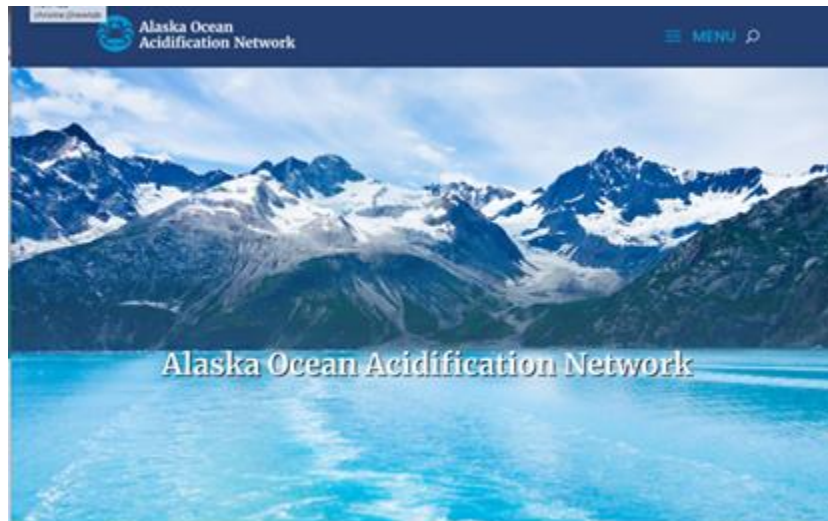 Alaska Ocean
Acidification Network
MENU
Alaska Ocean Acidification Network